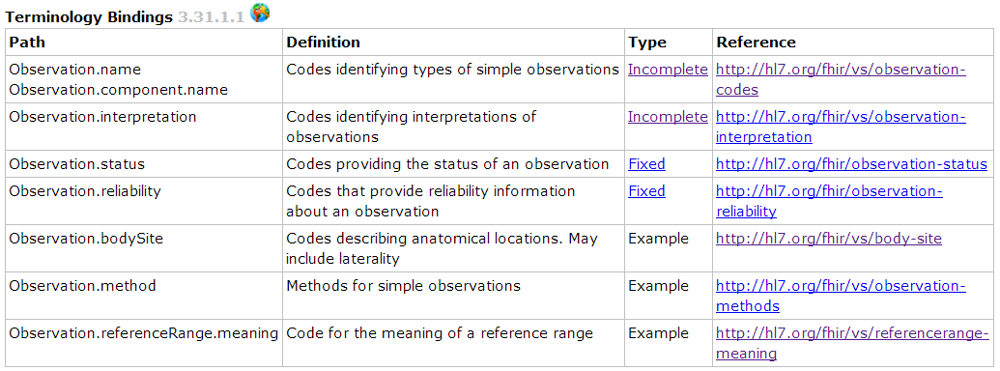 Terminology Bindings 3.31.1.1
Path Definition Type Reference
Observation.name Codes identifying types of simple observations Incomplete http://hl7.org/fhir/vs/observation-
Observation.component.name codes
Observation.interpretation Codes identifying interpretations of Incomplete http://hl7.org/fhir/vs/observation-
observations interpretation
Observation.status Codes providing the status of an observation Fixed http://hl7.org/fhir/observation-status
Observation.reliability Codes that provide reliability information Fixed http://hl7.org/fhir/observation-
about an observation reliability
Observation.bodySite Codes describing anatomical locations. May Example http://hl7.org/fhir/vs/body-site
include laterality
Observation.method Methods for simple observations Example http://hl7.org/fhir/vs/observation-
methods
Observation.referenceRange.meaning Code for the meaning of a reference range Example http://hl7.org/fhir/vs/referencerange-
meaning